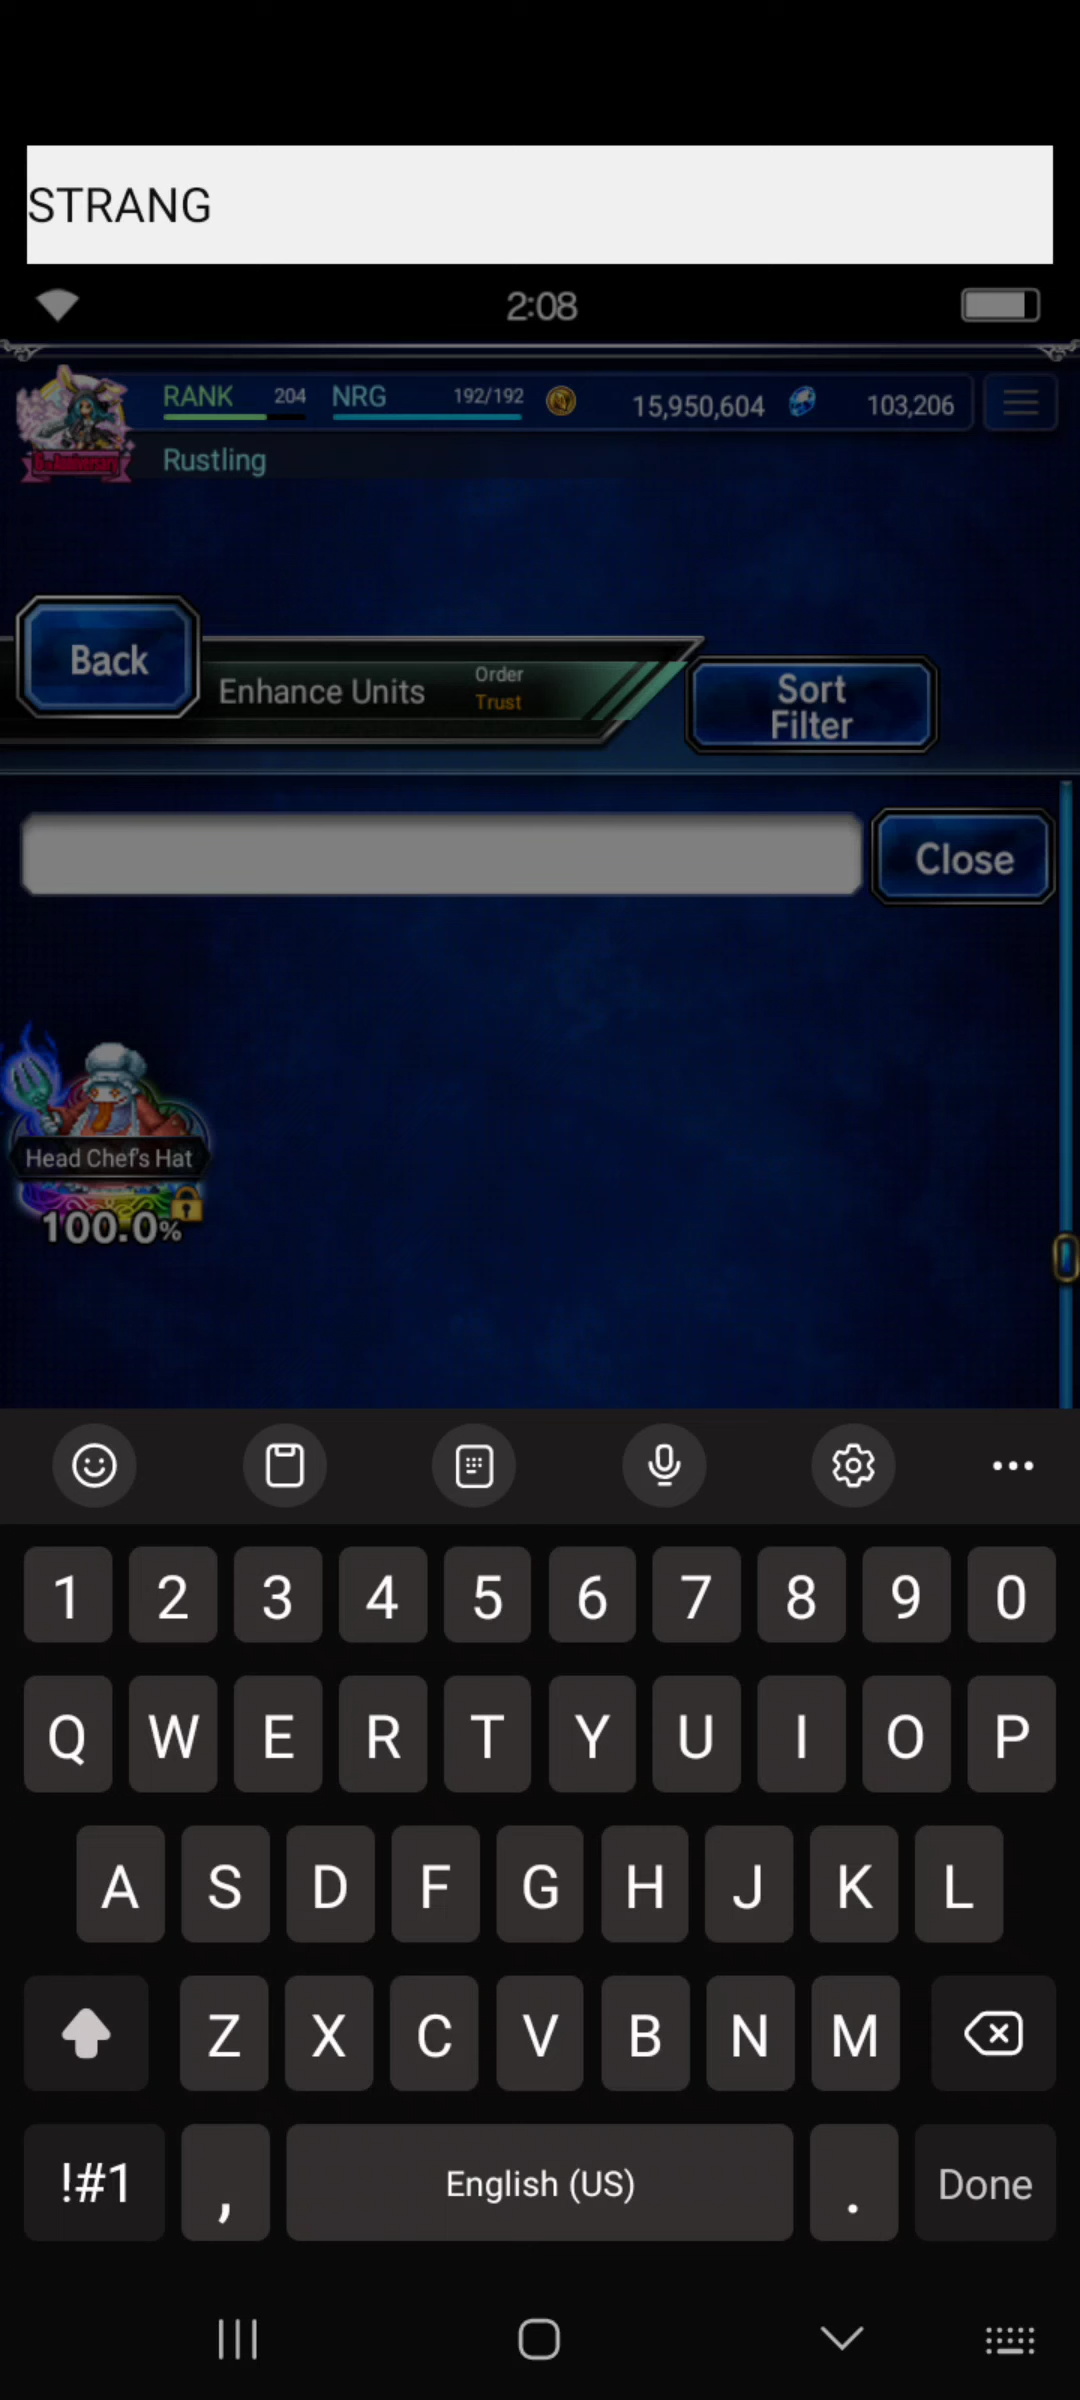 STRANG
2:08
RANK 204 NRG 192/192 15,950,604 103,206
Rustling
Back
Enhance Units
Order
Trust
Sort
Filter
Close
Head Chef's Hat
100.0%
1 2 3 4 5 6 7 8 9 0
Q W E R T Y U I O P
A S D F G H J K L
Z X C V B N M
!#1 , English (US) . Done